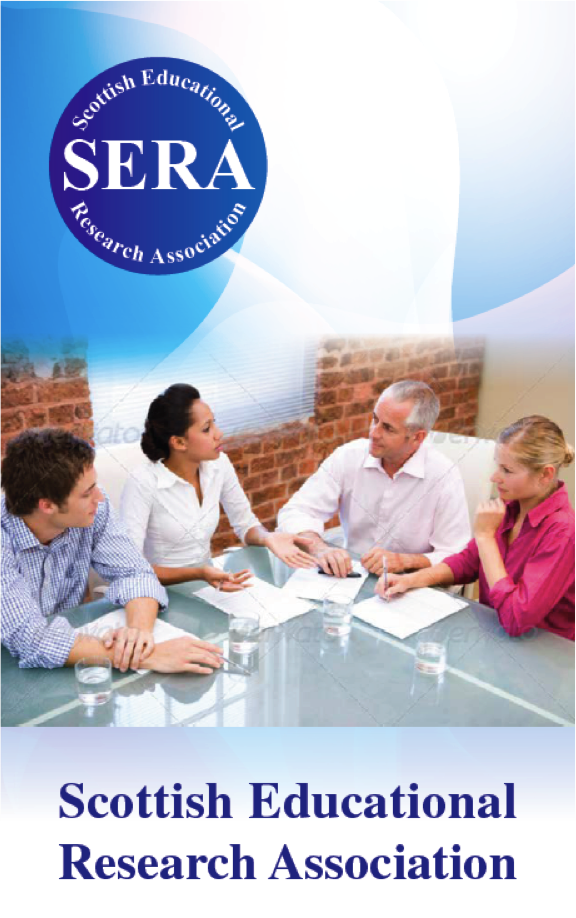 Scottish Educational
SERA
Research Association
Scottish Educational
Research Association